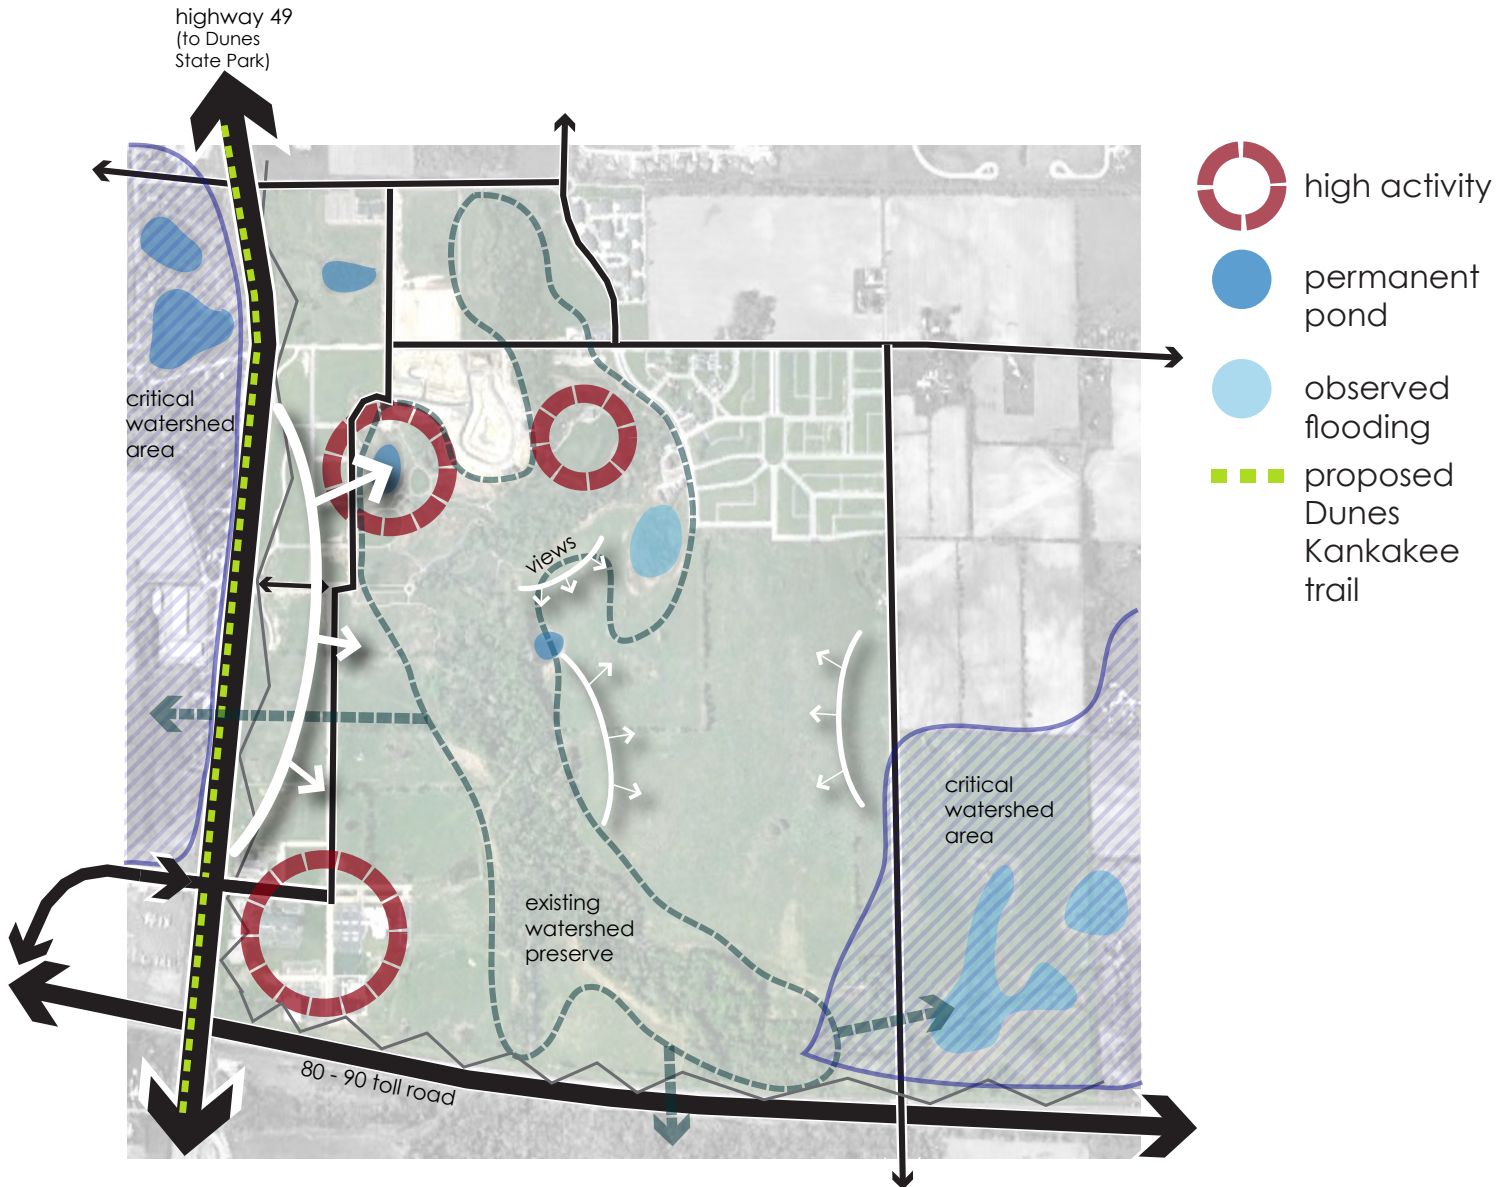 highway 49
(to Dunes
State Park)
high activity
permanent
pond
observed
flooding
proposed
Dunes
Kankakee
trail
critical
watershed
area
views
critical
watershed
area
existing
watershed
preserve
80 - 90 toll road